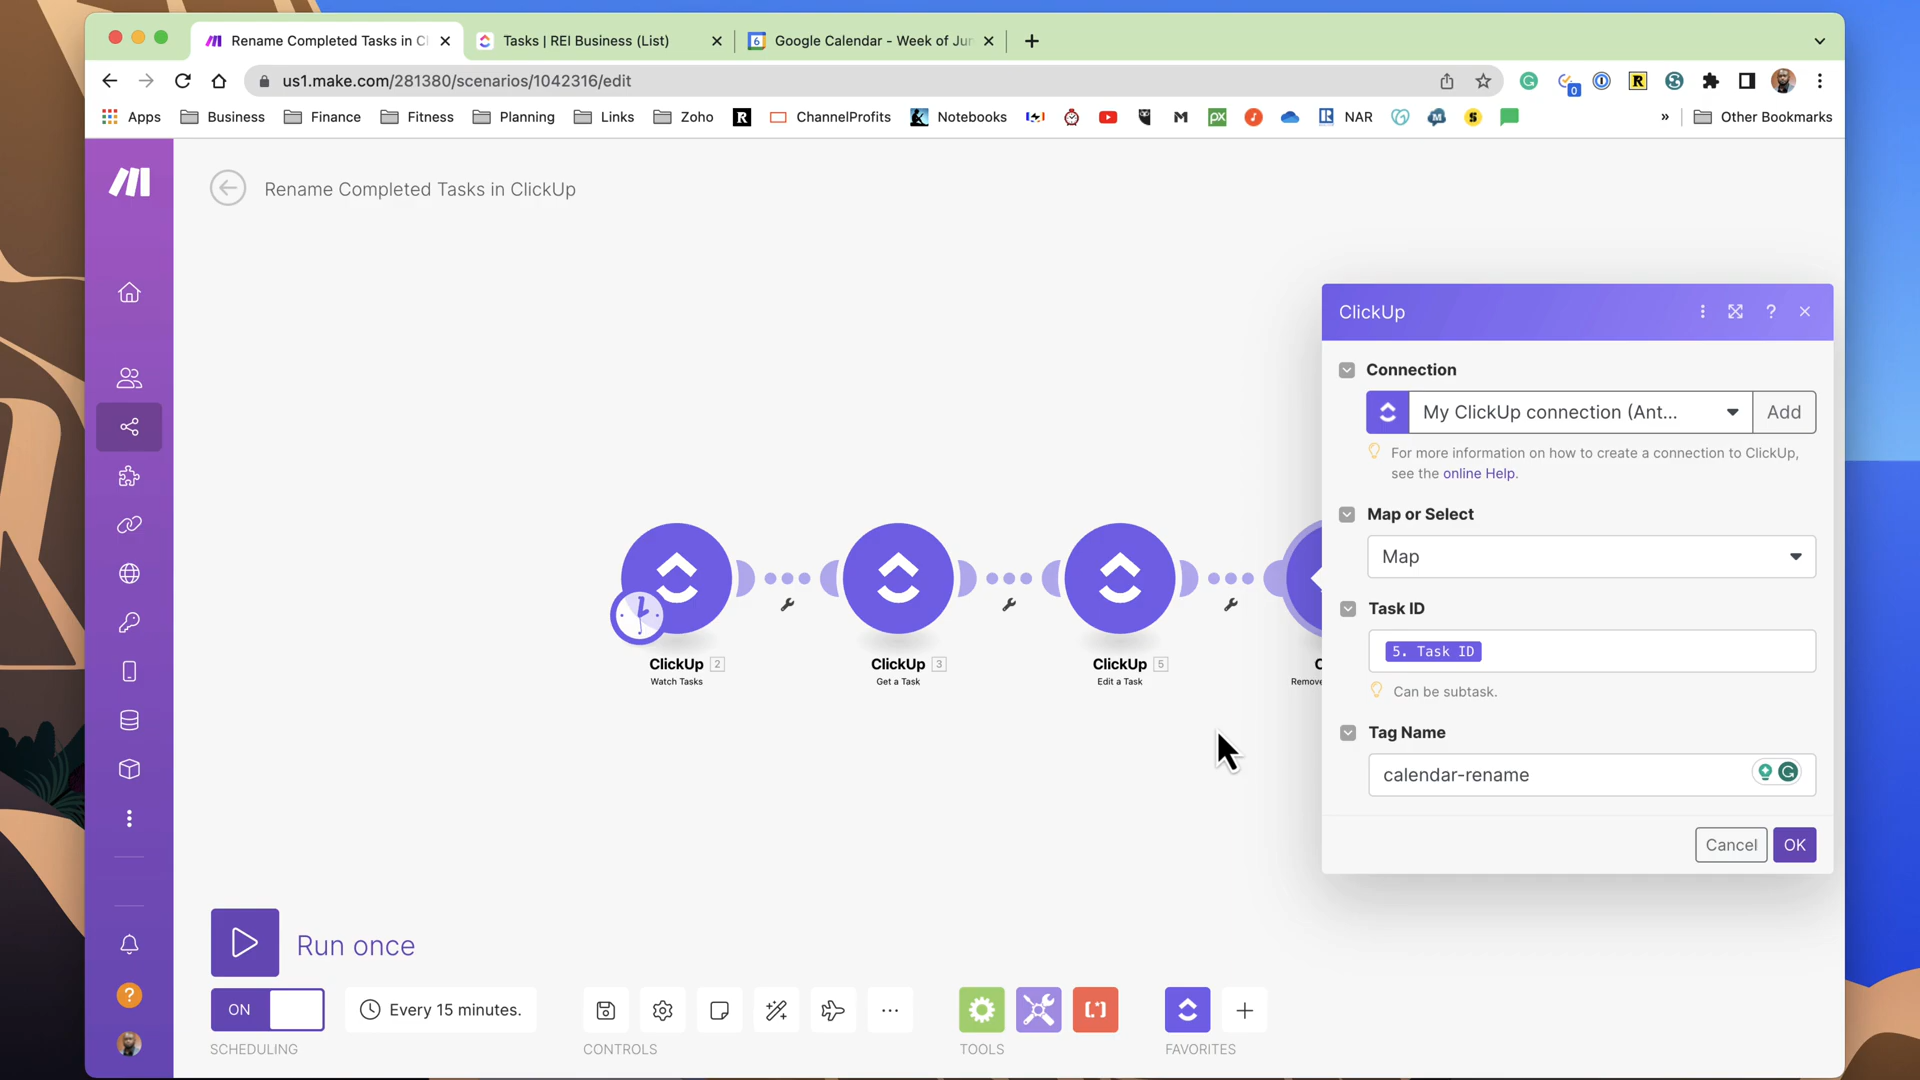 Rename Completed Tasks in Cl
Tasks | REI Business (List)
6
Google Calendar - Week of Jun
us1.make.com/281380/scenarios/1042316/edit
0
R
Apps
Business
Finance
Fitness
Planning
Links
Zoho
R
ChannelProfits
Notebooks
NAR
»
Other Bookmarks
Rename Completed Tasks in ClickUp
ClickUp
?
Connection
My ClickUp connection (Ant...
Add
For more information on how to create a connection to ClickUp,
see the online Help.
Map or Select
Map
Task ID
5. Task ID
Can be subtask.
Tag Name
calendar-rename
Cancel
OK
ClickUp 2
Watch Tasks
ClickUp 3
Get a Task
ClickUp 5
Edit a Task
C
Remove
Run once
?
ON
Every 15 minutes.
SCHEDULING
CONTROLS
TOOLS
FAVORITES